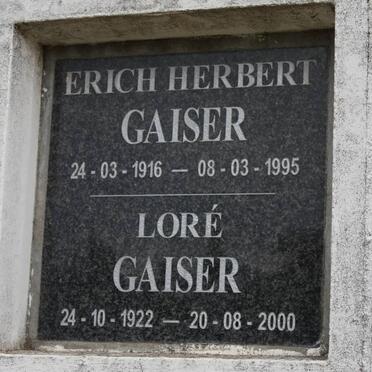 ERICH HERBERT
GAISER
24 - 03 - 1916 — 08 - 03 - 1995
LORÉ
GAISER
24 - 10 - 1922 — 20 - 08 - 2000